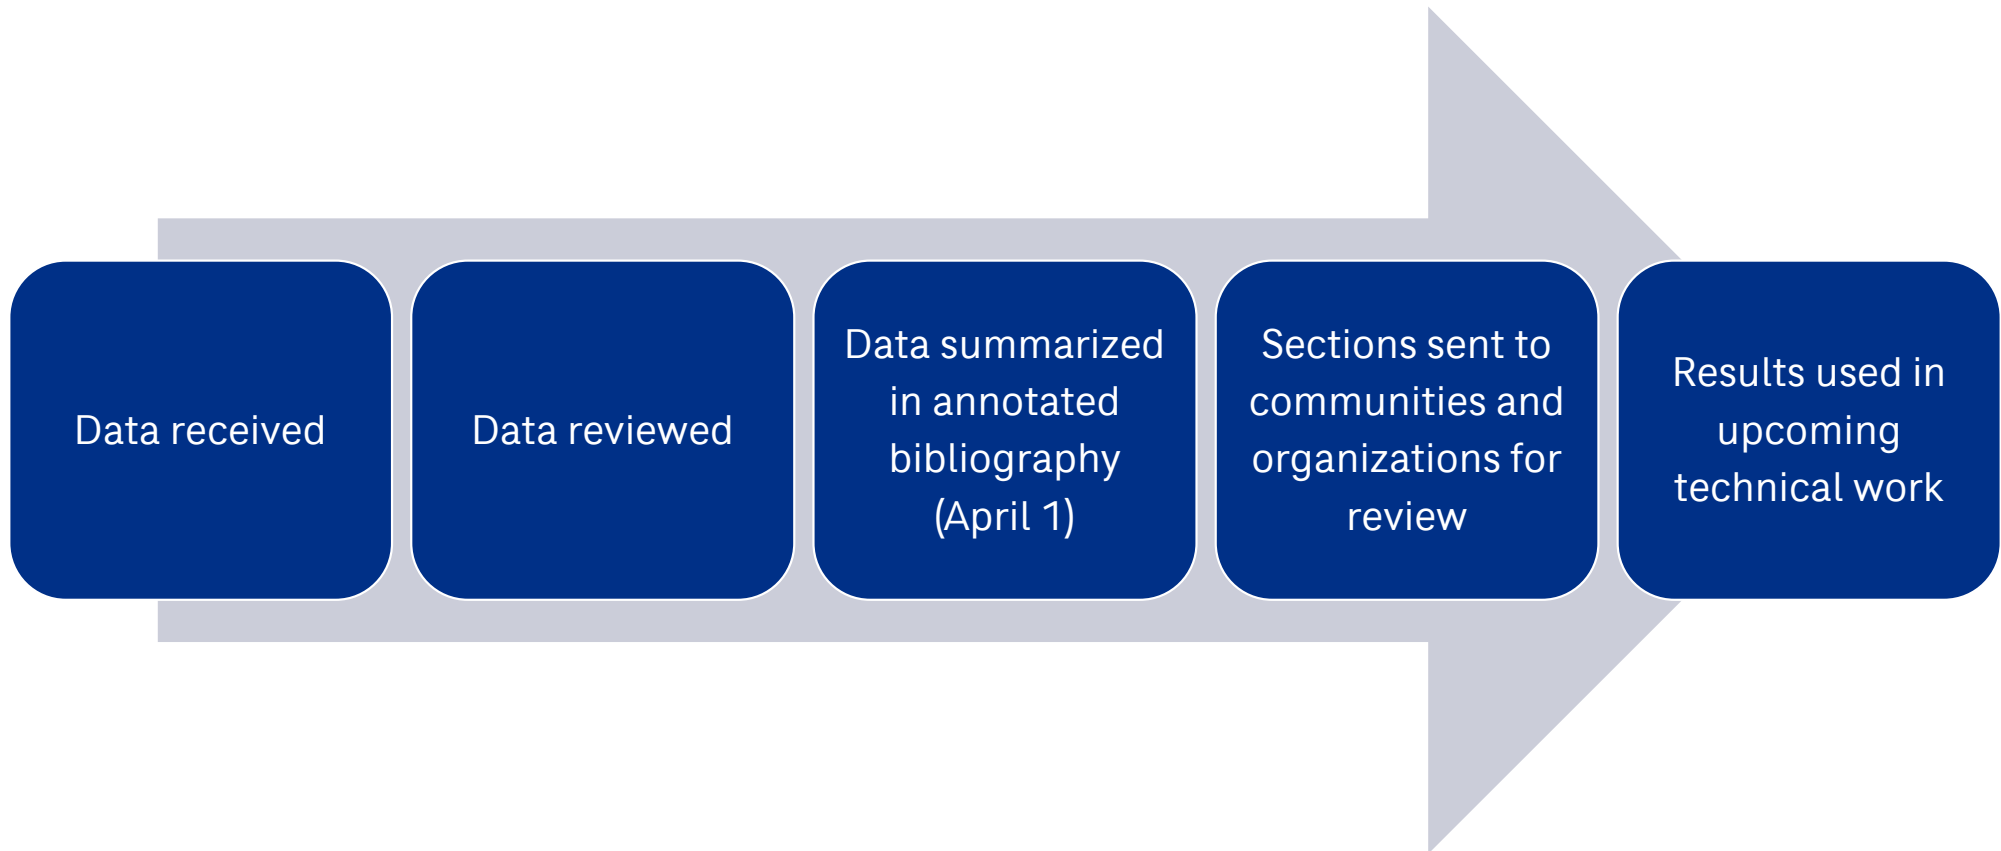 Data received
Data reviewed
Data summarized
in annotated
bibliography
(April 1)
Sections sent to
communities and
organizations for
review
Results used in
upcoming
technical work